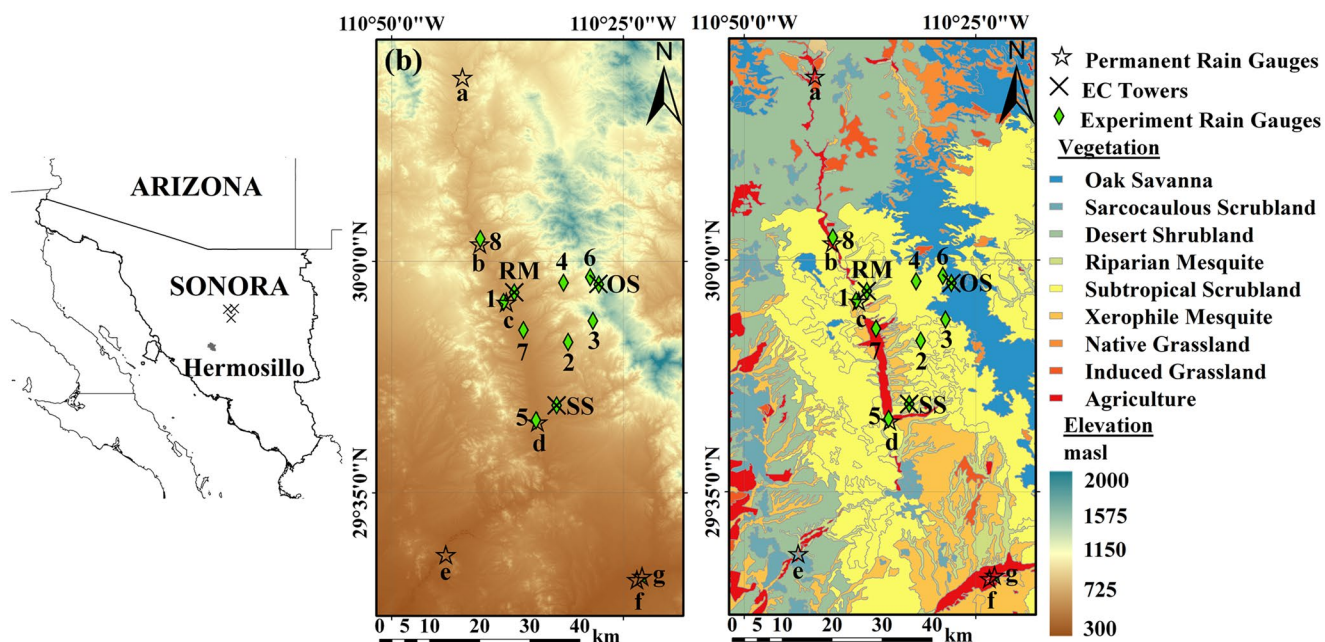 ARIZONA
SONORA
Hermosillo
110°50'0"W
110°25'0"W
(b)
N
a
8
b
4
6
RM
OS
1
c
3
7
2
SS
5
d
e
g
f
30°0'0"N
29°35'0"N
0 5 10 20 30 40
km
110°50'0"W
110°25'0"W
N
a
8
b
4
6
RM
OS
1
c
3
7
2
SS
5
d
e
g
f
30°0'0"N
29°35'0"N
0 5 10 20 30 40
km
Permanent Rain Gauges
EC Towers
Experiment Rain Gauges
Vegetation
Oak Savanna
Sarcocaulous Scrubland
Desert Shrubland
Riparian Mesquite
Subtropical Scrubland
Xerophile Mesquite
Native Grassland
Induced Grassland
Agriculture
Elevation
masl
2000
1575
1150
725
300